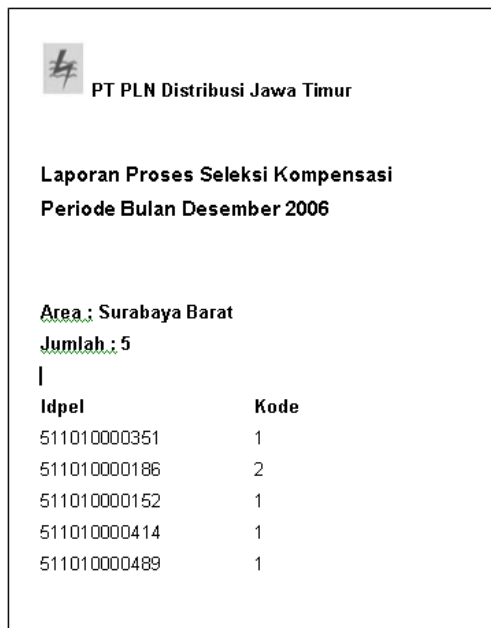 PT PLN Distribusi Jawa Timur
Laporan Proses Seleksi Kompensasi
Periode Bulan Desember 2006
Area : Surabaya Barat
Jumlah : 5
Idpel Kode
511010000351 1
511010000186 2
511010000152 1
511010000414 1
511010000489 1